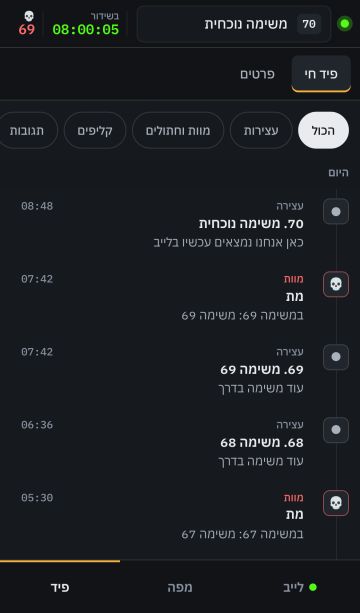 70 משימה נוכחית
בשידור 08:00:05
69
פיד חי
פרטים
הכול
עצירות
מוות וחתולים
קליפים
תגובות
היום
עצירה 08:48
70. משימה נוכחית
כאן אנחנו נמצאים עכשיו בלייב
מוות 07:42
מת
במשימה 69: משימה 69
עצירה 07:42
69. משימה 69
עוד משימה בדרך
עצירה 06:36
68. משימה 68
עוד משימה בדרך
מוות 05:30
מת
במשימה 67: משימה 67
לייב
מפה
פיד